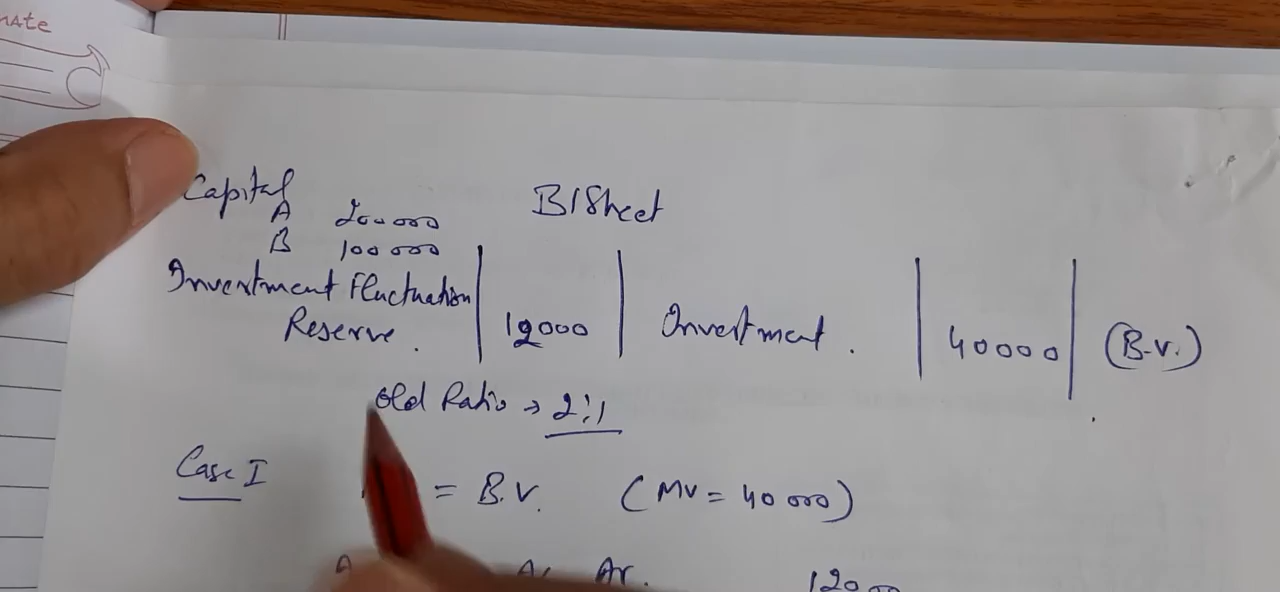 Capital
A 200000
B 100000
B/Sheet
Investment Fluctuation
Reserve. 12000 Investment. 40000 (B.V.)
Old Ratio → 2:1
Case I = B.V. (MV = 40000)